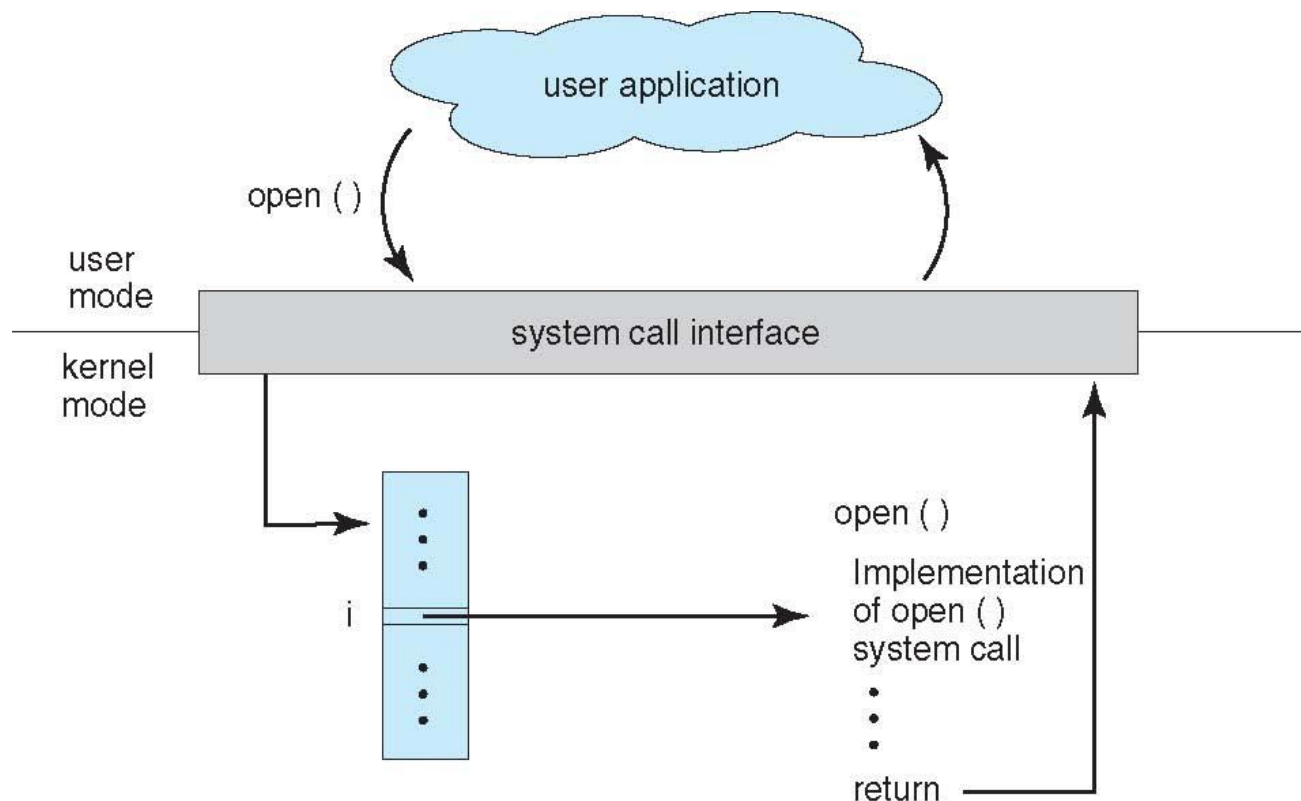 user application
open ( )
user
mode
system call interface
kernel
mode
open ( )
i
Implementation
of open ( )
system call
return